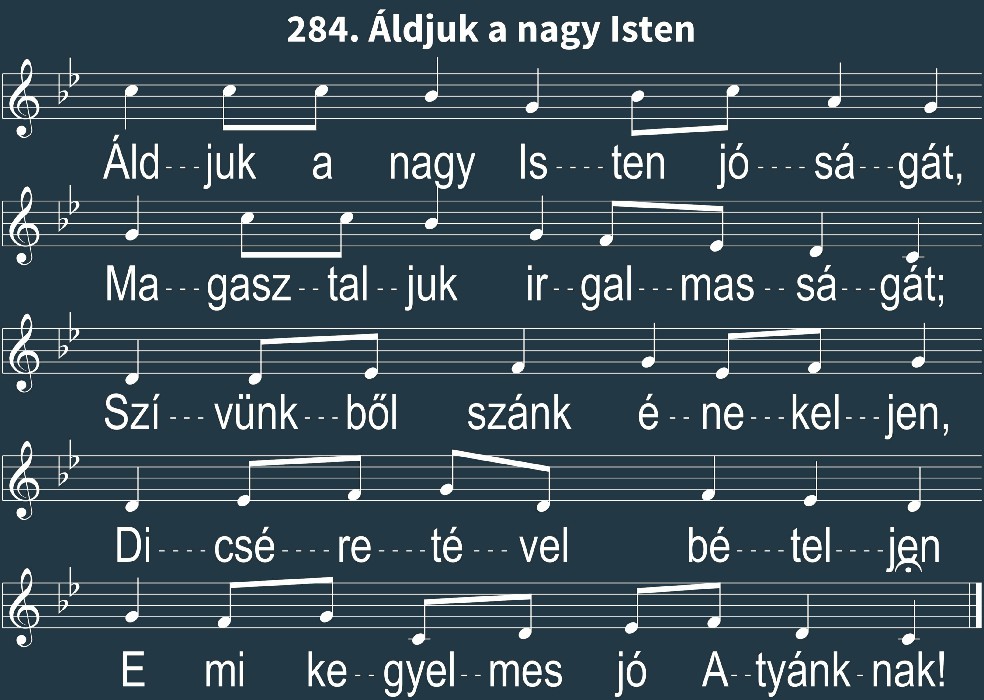 284. Áldjuk a nagy Isten
Áld---juk a nagy Is----ten jó----sá---gát,
Ma---gasz--tal--juk ir--gal---mas--sá---gát;
Szí---vünk---ből szánk é--ne---kel---jen,
Di----csé----re----té---vel bé----tel----jen
E mi ke--gyel--mes jó A--tyánk-nak!